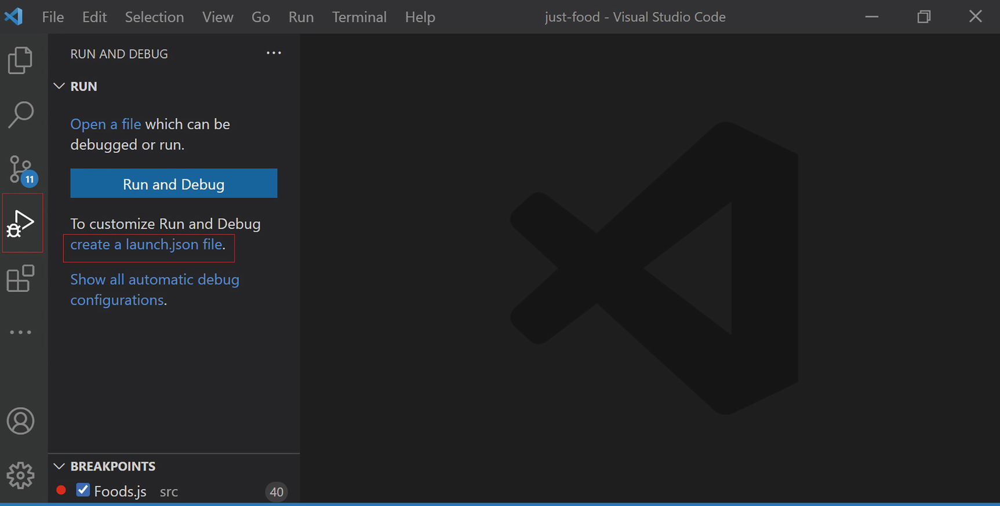 File Edit Selection View Go Run Terminal Help just-food - Visual Studio Code
RUN AND DEBUG
RUN
Open a file which can be
debugged or run.
11
Run and Debug
To customize Run and Debug
create a launch.json file.
Show all automatic debug
configurations.
BREAKPOINTS
Foods.js src 40